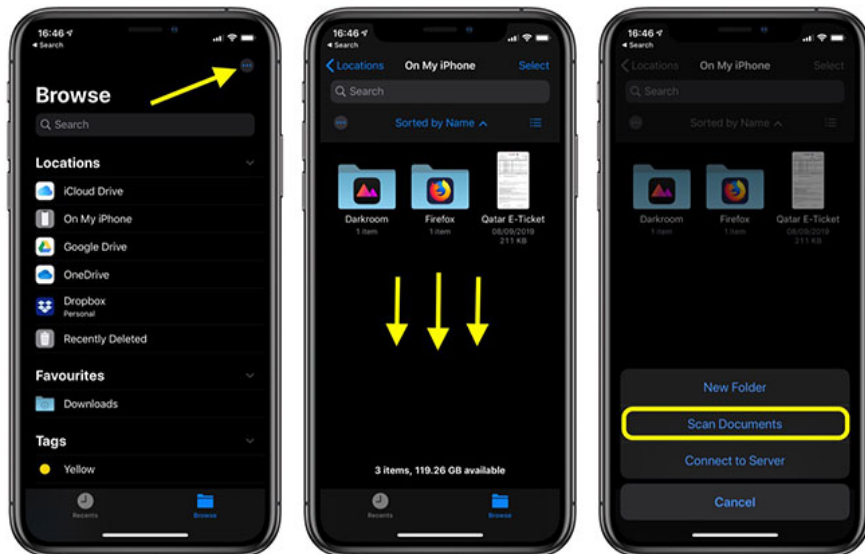 16:46
Search
Browse
Search
Locations
iCloud Drive
On My iPhone
Google Drive
OneDrive
Dropbox
Personal
Recently Deleted
Favourites
Downloads
Tags
Yellow
Recents
Browse
16:46
Search
Locations On My iPhone Select
Search
Sorted by Name
Darkroom
1 item
Firefox
1 item
Qatar E-Ticket
08/09/2019
211 KB
3 items, 119.26 GB available
Recents
Browse
16:46
Search
Locations On My iPhone Select
Search
Sorted by Name
Darkroom
1 item
Firefox
1 item
Qatar E-Ticket
08/09/2019
211 KB
New Folder
Scan Documents
Connect to Server
Cancel